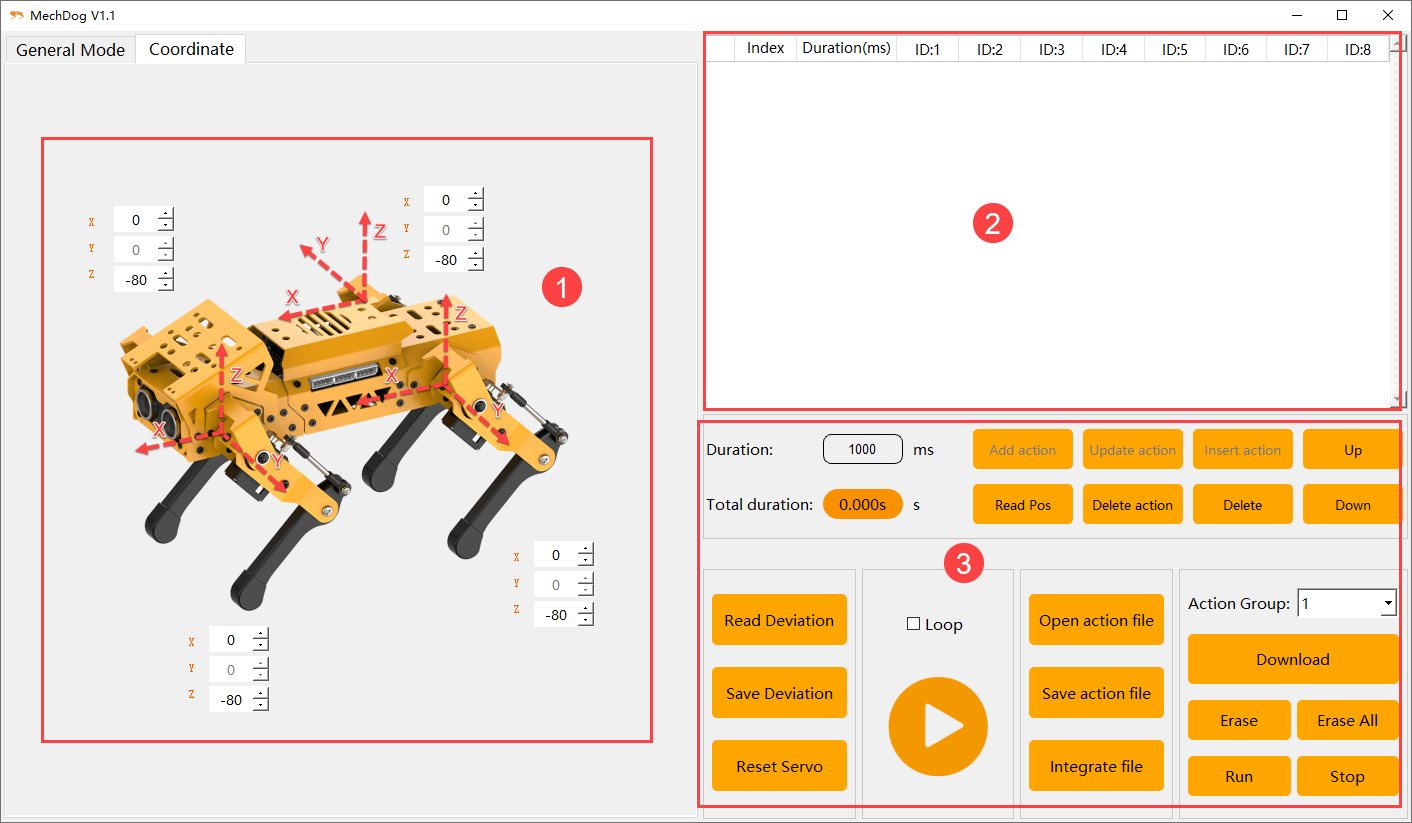 MechDog V1.1
General Mode
Coordinate
Index Duration(ms) ID:1 ID:2 ID:3 ID:4 ID:5 ID:6 ID:7 ID:8
X 0
Y 0
Z -80
X 0
Y 0
Z -80
Z
Y
X
1
Z
X
Y
Z
X
Y
X 0
Y 0
Z -80
X 0
Y 0
Z -80
2
Duration: 1000 ms
Add action
Update action
Insert action
Up
Total duration: 0.000s s
Read Pos
Delete action
Delete
Down
3
Read Deviation
Save Deviation
Reset Servo
Loop
Open action file
Save action file
Integrate file
Action Group: 1
Download
Erase
Erase All
Run
Stop